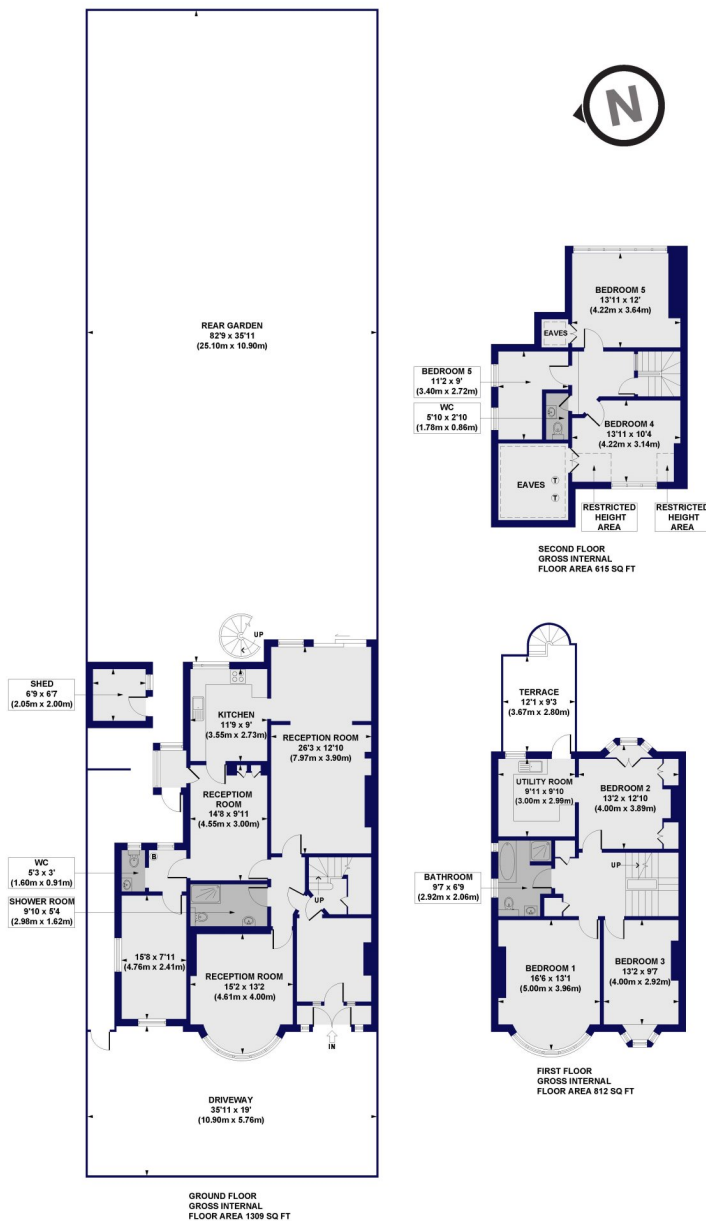 N
REAR GARDEN
82'9 x 35'11
(25.10m x 10.90m)
BEDROOM 5
13'11 x 12'
(4.22m x 3.64m)
EAVES
BEDROOM 5
11'2 x 9'
(3.40m x 2.72m)
WC
5'10 x 2'10
(1.78m x 0.86m)
BEDROOM 4
13'11 x 10'4
(4.22m x 3.14m)
EAVES
T
T
RESTRICTED
HEIGHT
AREA
RESTRICTED
HEIGHT
AREA
SECOND FLOOR
GROSS INTERNAL
FLOOR AREA 615 SQ FT
UP
SHED
6'9 x 6'7
(2.05m x 2.00m)
KITCHEN
11'9 x 9'
(3.55m x 2.73m)
RECEPTION ROOM
26'3 x 12'10
(7.97m x 3.90m)
RECEPTIOM
ROOM
14'8 x 9'11
(4.55m x 3.00m)
WC
5'3 x 3'
(1.60m x 0.91m)
B
SHOWER ROOM
9'10 x 5'4
(2.98m x 1.62m)
UP
15'8 x 7'11
(4.76m x 2.41m)
RECEPTION ROOM
15'2 x 13'2
(4.61m x 4.00m)
IN
DRIVEWAY
35'11 x 19'
(10.90m x 5.76m)
GROUND FLOOR
GROSS INTERNAL
FLOOR AREA 1309 SQ FT
TERRACE
12'1 x 9'3
(3.67m x 2.80m)
UTILITY ROOM
9'11 x 9'10
(3.00m x 2.99m)
BEDROOM 2
13'2 x 12'10
(4.00m x 3.89m)
BATHROOM
9'7 x 6'9
(2.92m x 2.06m)
UP
BEDROOM 1
16'6 x 13'1
(5.00m x 3.96m)
BEDROOM 3
13'2 x 9'7
(4.00m x 2.92m)
FIRST FLOOR
GROSS INTERNAL
FLOOR AREA 812 SQ FT